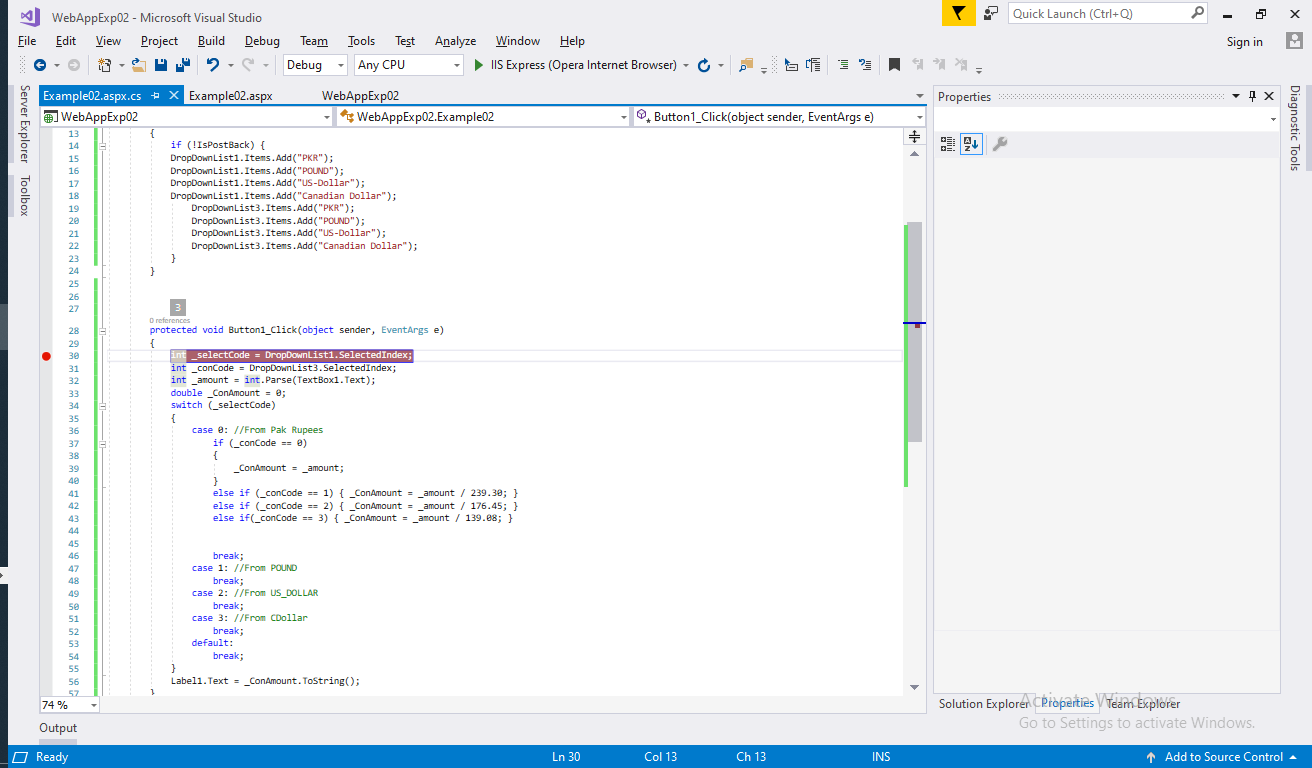 WebAppExp02 - Microsoft Visual Studio
Quick Launch (Ctrl+Q)
File Edit View Project Build Debug Team Tools Test Analyze Window Help
Sign in
Debug Any CPU IIS Express (Opera Internet Browser)
Server Explorer
Toolbox
Example02.aspx.cs Example02.aspx WebAppExp02
WebAppExp02 WebAppExp02.Example02 Button1_Click(object sender, EventArgs e)
13 {
14 if (!IsPostBack) {
15 DropDownList1.Items.Add("PKR");
16 DropDownList1.Items.Add("POUND");
17 DropDownList1.Items.Add("US-Dollar");
18 DropDownList1.Items.Add("Canadian Dollar");
19 DropDownList3.Items.Add("PKR");
20 DropDownList3.Items.Add("POUND");
21 DropDownList3.Items.Add("US-Dollar");
22 DropDownList3.Items.Add("Canadian Dollar");
23 }
24 }
25
26
27 3
0 references
28 protected void Button1_Click(object sender, EventArgs e)
29 {
30 int _selectCode = DropDownList1.SelectedIndex;
31 int _conCode = DropDownList3.SelectedIndex;
32 int _amount = int.Parse(TextBox1.Text);
33 double _ConAmount = 0;
34 switch (_selectCode)
35 {
36 case 0: //From Pak Rupees
37 if (_conCode == 0)
38 {
39 _ConAmount = _amount;
40 }
41 else if (_conCode == 1) { _ConAmount = _amount / 239.30; }
42 else if (_conCode == 2) { _ConAmount = _amount / 176.45; }
43 else if(_conCode == 3) { _ConAmount = _amount / 139.08; }
44
45
46 break;
47 case 1: //From POUND
48 break;
49 case 2: //From US_DOLLAR
50 break;
51 case 3: //From CDollar
52 break;
53 default:
54 break;
55 }
56 Label1.Text = _ConAmount.ToString();
57 }
74 %
Output
Properties
Diagnostic Tools
Solution Explorer Properties Team Explorer
Activate Windows
Go to Settings to activate Windows.
Ready Ln 30 Col 13 Ch 13 INS Add to Source Control